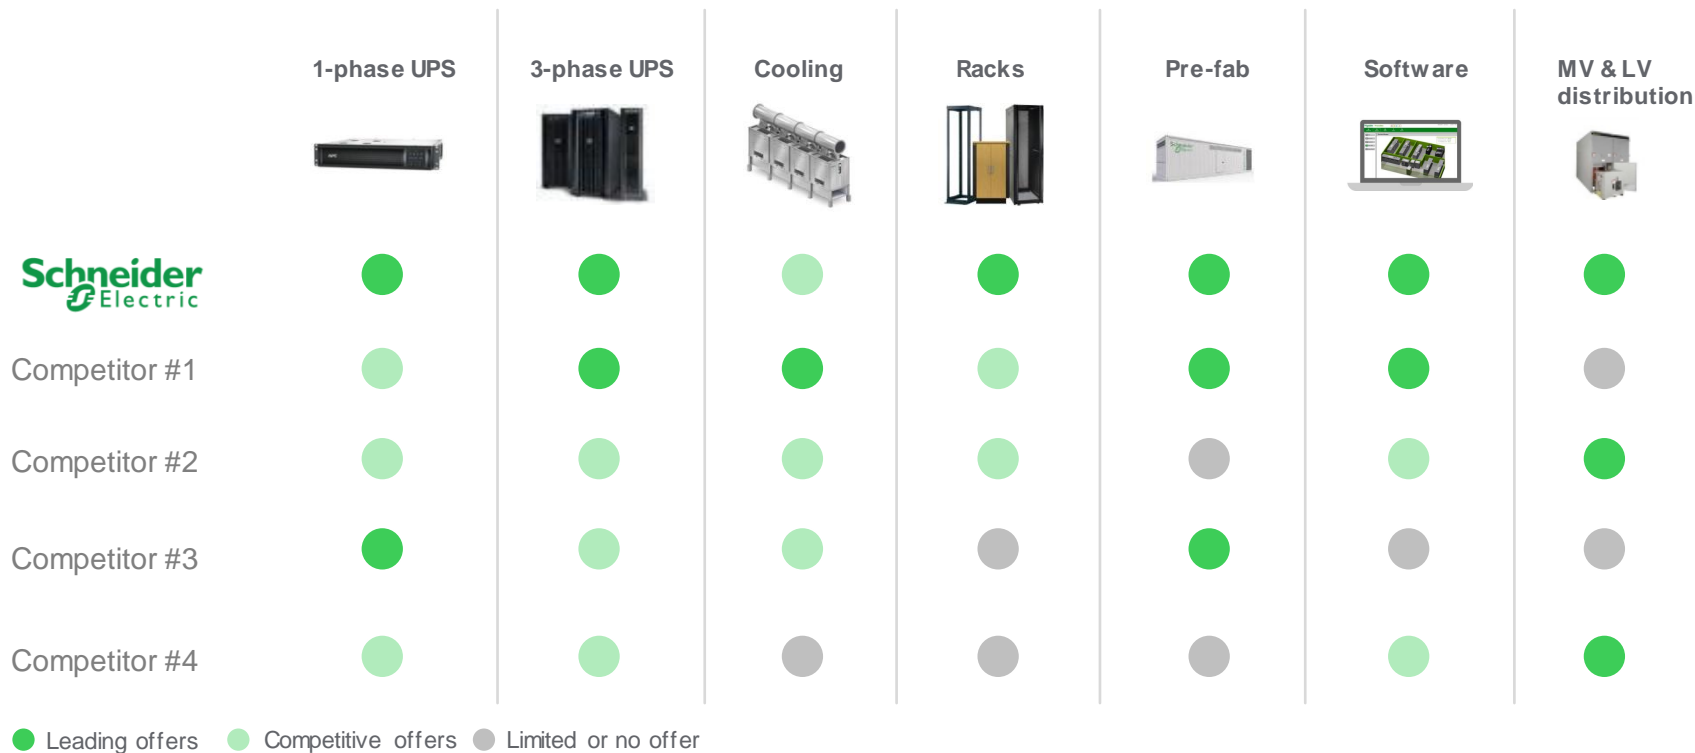 1-phase UPS
3-phase UPS
Cooling
Racks
Pre-fab
Software
MV & LV
distribution
Schneider
Schneider
Electric
Competitor #1
Competitor #2
Competitor #3
Competitor #4
Leading offers
Competitive offers
Limited or no offer